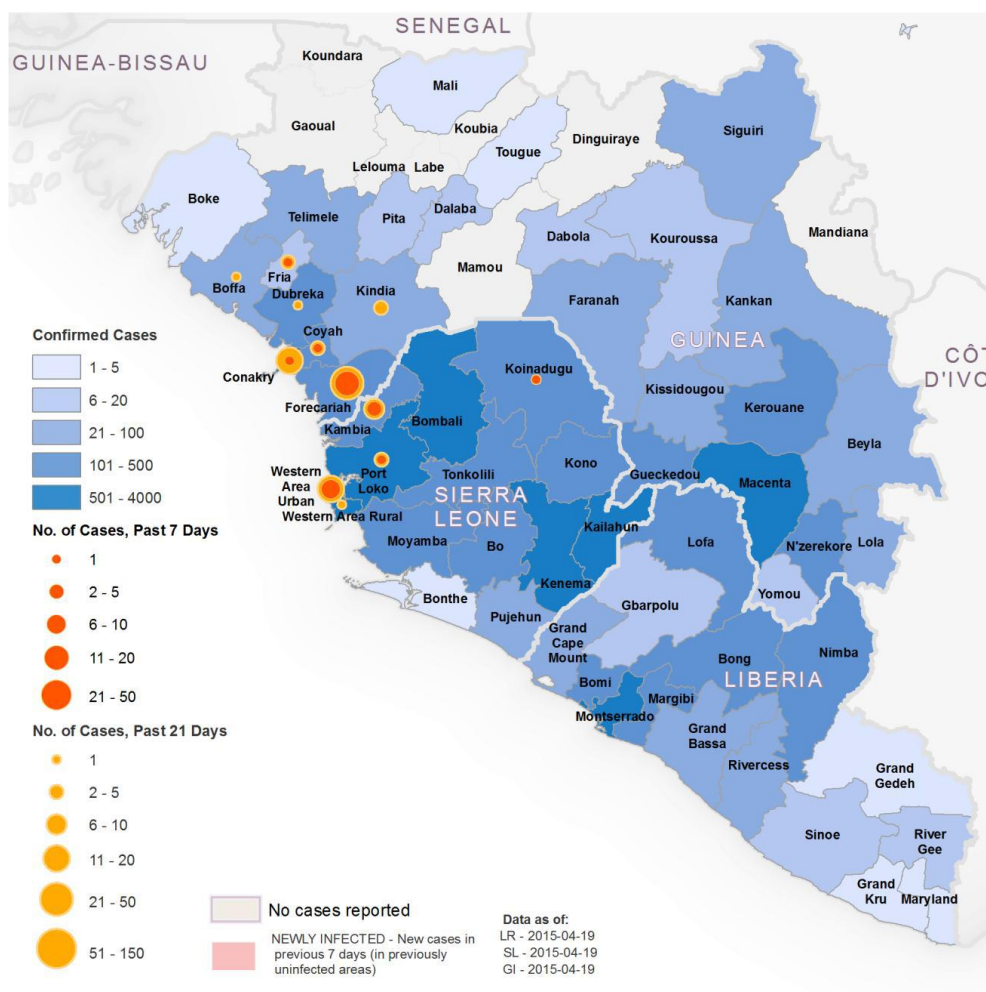 SENEGAL
GUINEA-BISSAU
Koundara
Mali
Gaoual
Koubia
Siguiri
Lelouma
Labe
Tougue
Dinguiraye
Boke
Telimele
Pita
Dalaba
Dabola
Kouroussa
Mandiana
Mamou
Fria
Boffa
Dubreka
Kindia
Faranah
Kankan
GUINEA
CÔTE
D'IVO
Coyah
Conakry
Koinadugu
Kissidougou
Kerouane
Forecariah
Bombali
Beyla
Kambia
Kono
Gueckedou
Macenta
Western
Area
Urban
Port
Loko
Tonkolili
SIERRA
LEONE
Western Area Rural
Kailahun
Lofa
N'zerekore
Lola
Moyamba
Bo
Kenema
Yomou
Bonthe
Gbarpolu
Pujehun
Grand
Cape
Mount
Nimba
Bong
Bomi
LIBERIA
Margibi
Montserrado
Grand
Bassa
Rivercess
Grand
Gedeh
Sinoe
River
Gee
Grand
Kru
Maryland
Confirmed Cases
1 - 5
6 - 20
21 - 100
101 - 500
501 - 4000
No. of Cases, Past 7 Days
1
2 - 5
6 - 10
11 - 20
21 - 50
No. of Cases, Past 21 Days
1
2 - 5
6 - 10
11 - 20
21 - 50
51 - 150
No cases reported
NEWLY INFECTED - New cases in
previous 7 days (in previously
uninfected areas)
Data as of:
LR - 2015-04-19
SL - 2015-04-19
GI - 2015-04-19